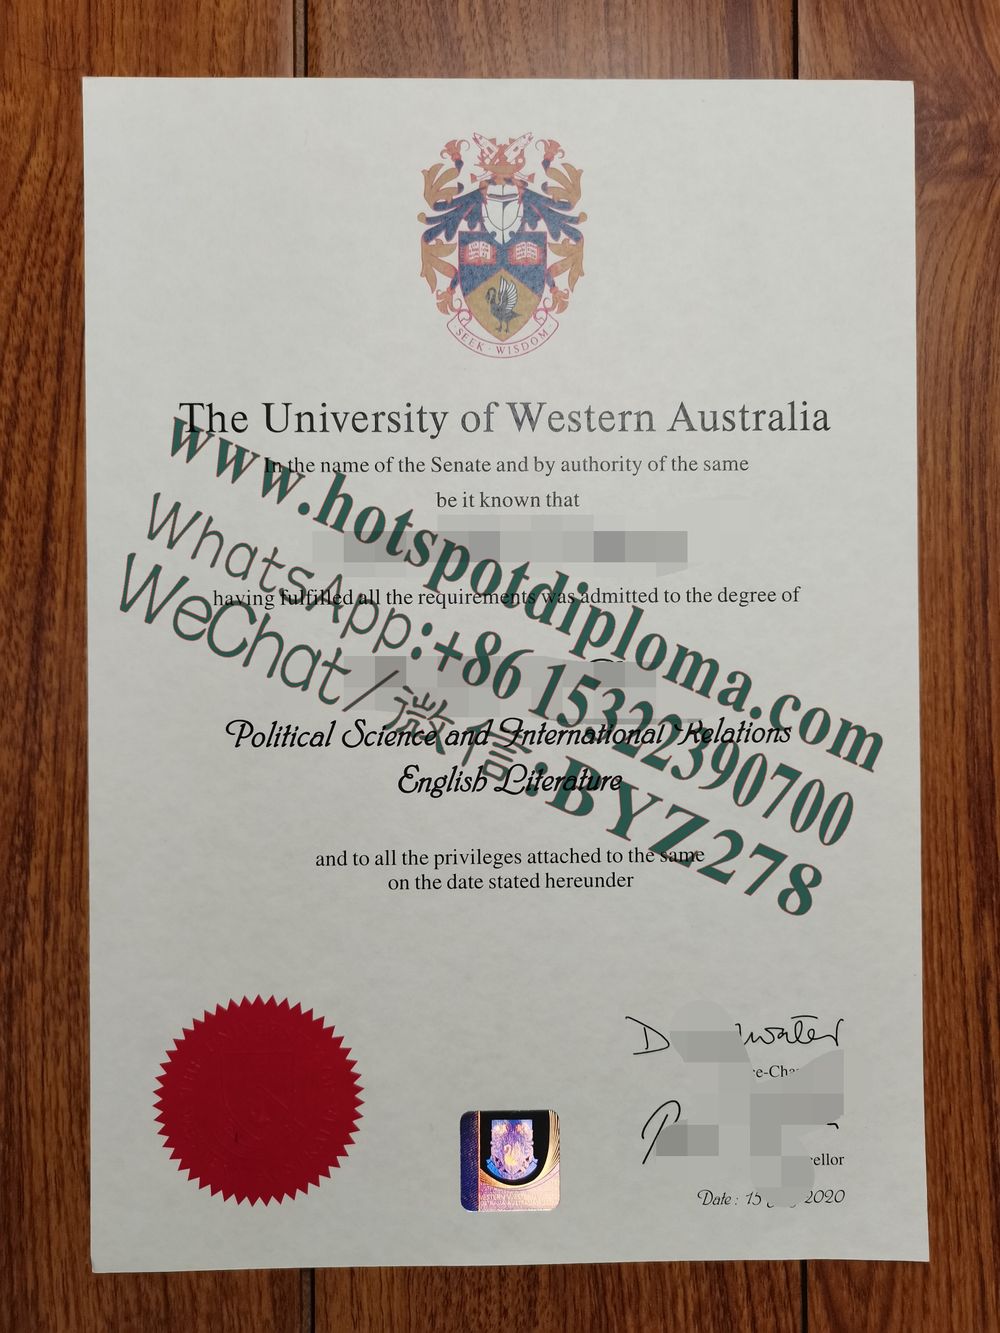 SEEK · WISDOM
The University of Western Australia
In the name of the Senate and by authority of the same
be it known that
having fulfilled all the requirements was admitted to the degree of
Political Science and International Relations
English Literature
and to all the privileges attached to the same
on the date stated hereunder
www.hotspotdiploma.com
WhatsApp:+86 15322390700
WeChat/微信:BYZ278
water
ellor
Date: 15 2020